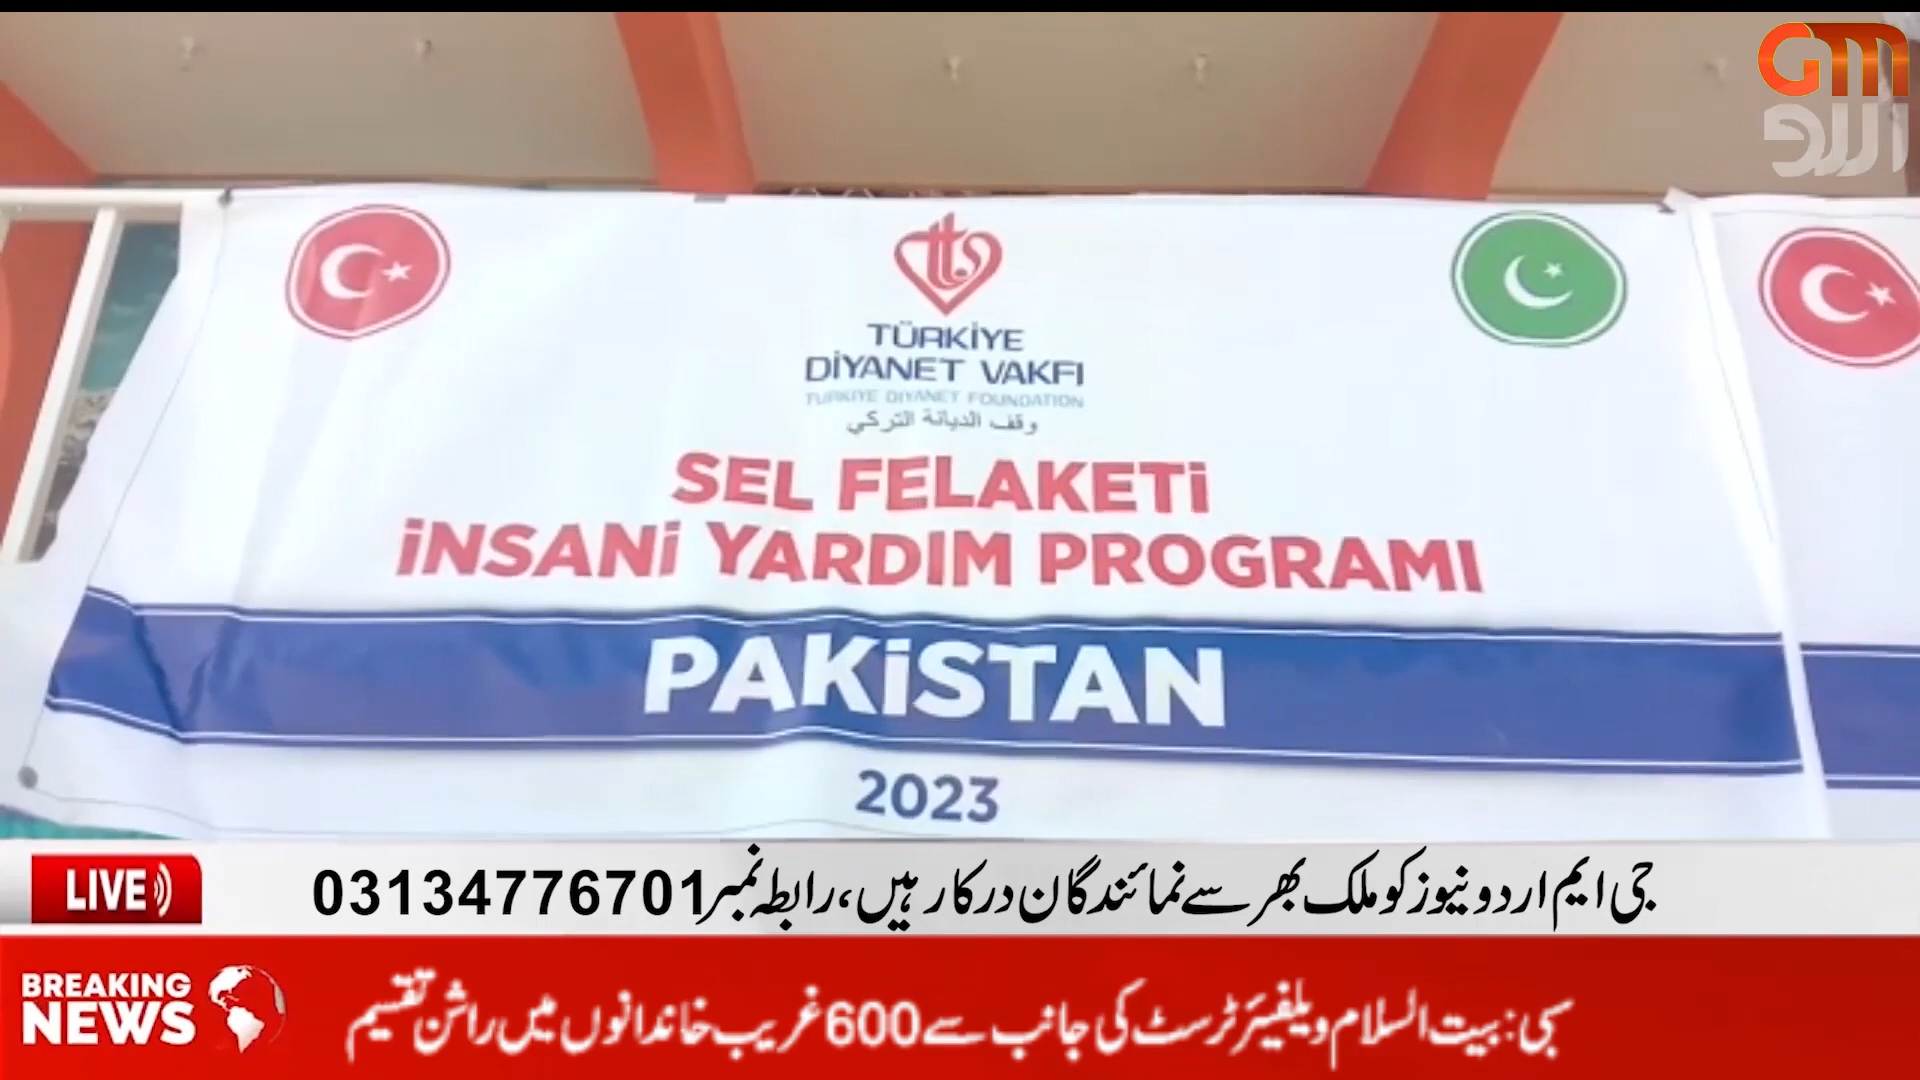 GM
اردو
TÜRKİYE
DİYANET VAKFI
TÜRKİYE DİYANET FOUNDATION
وقف الديانة التركي
SEL FELAKETİ
İNSANİ YARDIM PROGRAMI
PAKİSTAN
2023
LIVE
جی ایم اردو نیوز کو ملک بھر سے نمائندگان درکار ہیں، رابطہ نمبر 03134776701
BREAKING
NEWS
سبی: بیت السلام ویلفیئر ٹرسٹ کی جانب سے 600 غریب خاندانوں میں راشن تقسیم